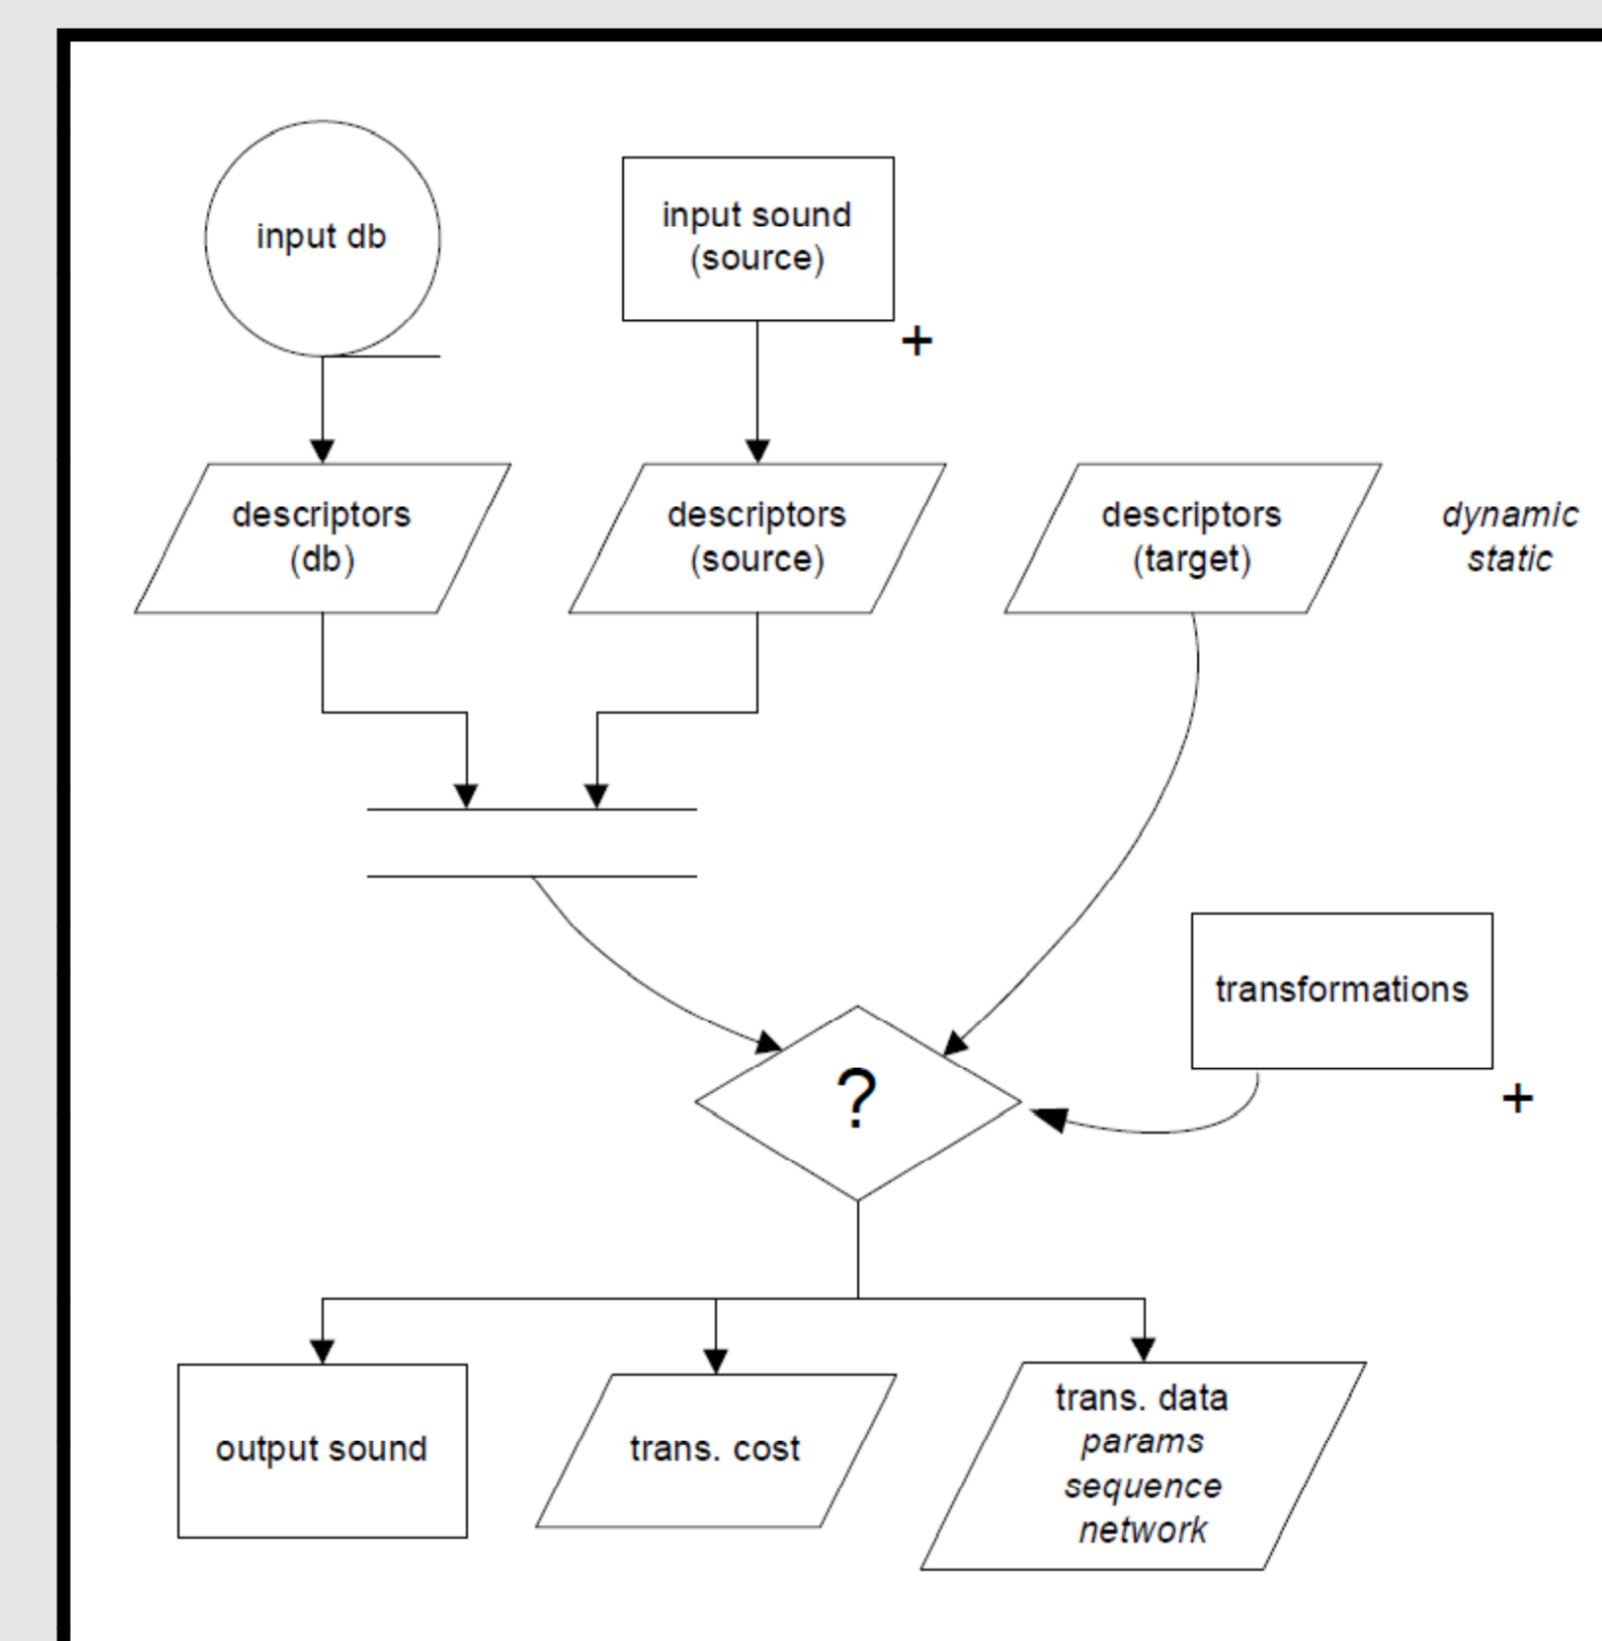 input db
input sound
(source)
+
descriptors
(db)
descriptors
(source)
descriptors
(target)
dynamic
static
transformations
+
?
output sound
trans. cost
trans. data
params
sequence
network